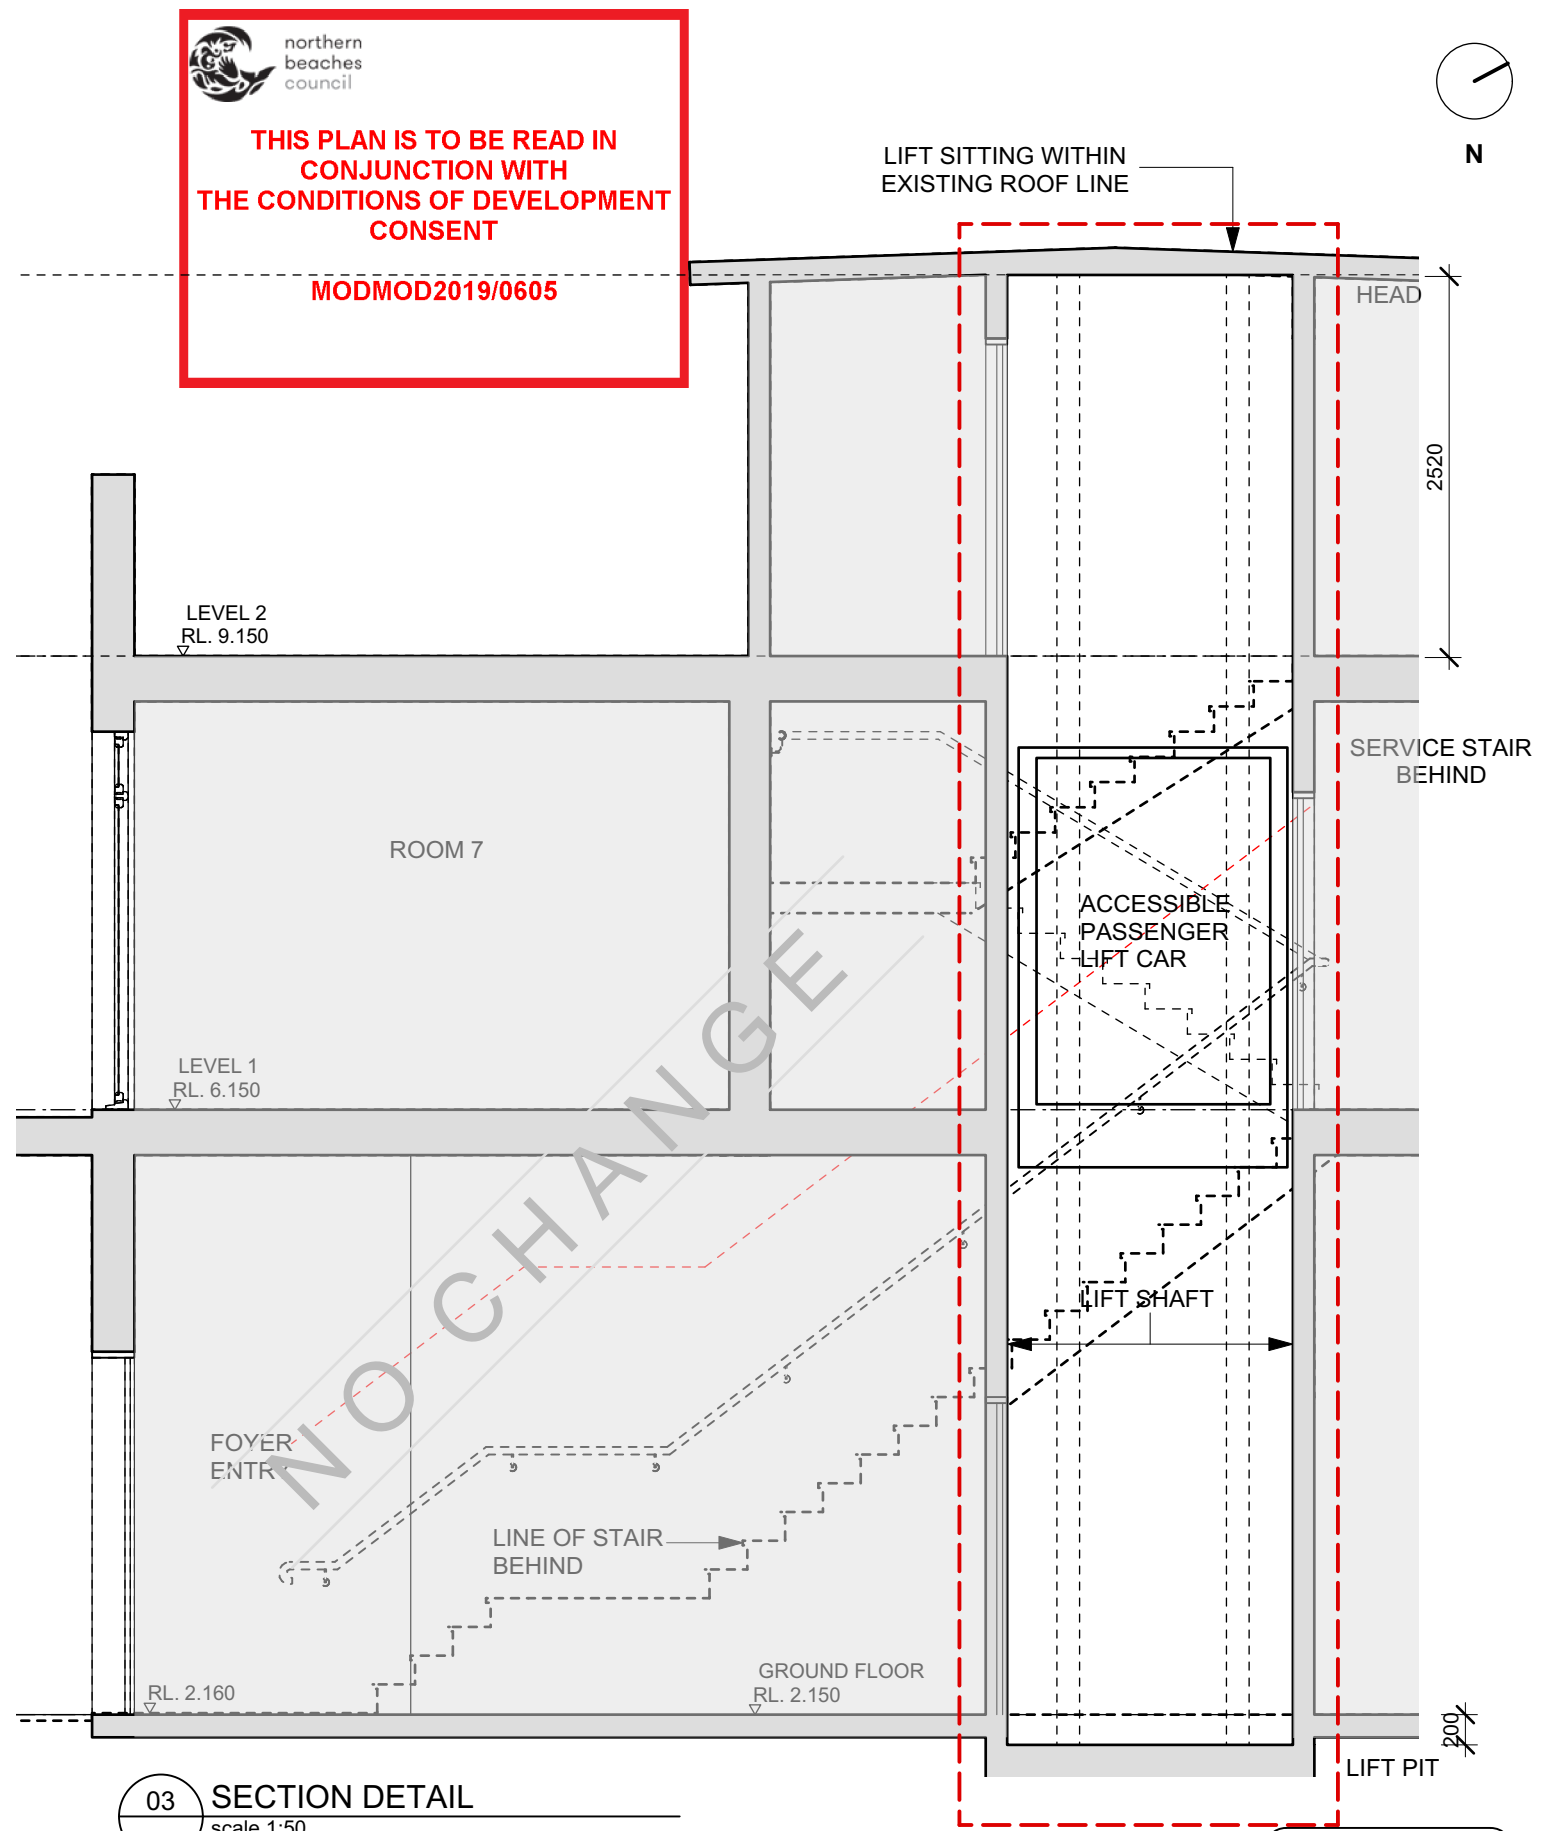 northern
beaches
council
THIS PLAN IS TO BE READ IN
CONJUNCTION WITH
THE CONDITIONS OF DEVELOPMENT
CONSENT
MODMOD2019/0605
N
LIFT SITTING WITHIN
EXISTING ROOF LINE
HEAD
2520
LEVEL 2
RL. 9.150
SERVICE STAIR
BEHIND
ROOM 7
ACCESSIBLE
PASSENGER
LIFT CAR
LEVEL 1
RL. 6.150
NO CHANGE
LIFT SHAFT
FOYER
ENTRY
LINE OF STAIR
BEHIND
GROUND FLOOR
RL. 2.150
RL. 2.160
200
LIFT PIT
03
SECTION DETAIL
scale 1:50